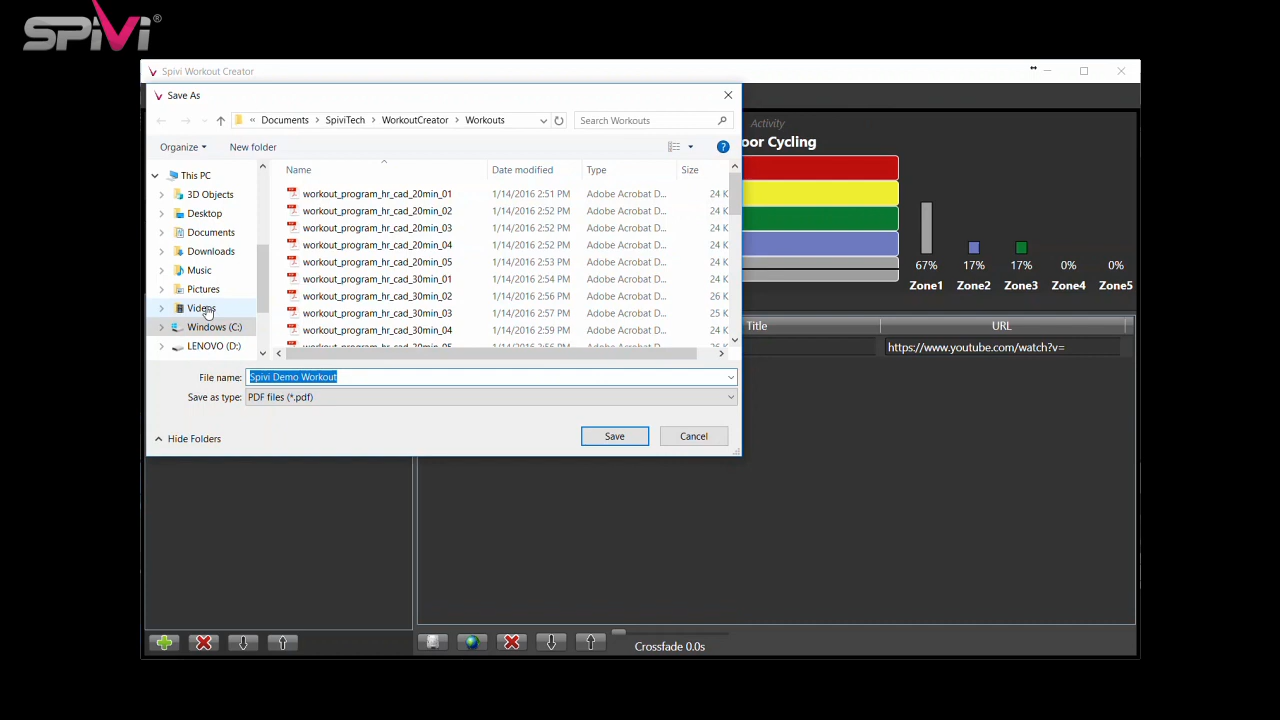 SPiVi®
Spivi Workout Creator
Save As
« Documents > SpiviTech > WorkoutCreator > Workouts
Search Workouts
Activity
Organize
New folder
?
This PC
3D Objects
Desktop
Documents
Downloads
Music
Pictures
Videos
Windows (C:)
LENOVO (D:)
Name Date modified Type Size
workout_program_hr_cad_20min_01 1/14/2016 2:51 PM Adobe Acrobat D... 24 K
workout_program_hr_cad_20min_02 1/14/2016 2:52 PM Adobe Acrobat D... 24 K
workout_program_hr_cad_20min_03 1/14/2016 2:52 PM Adobe Acrobat D... 24 K
workout_program_hr_cad_20min_04 1/14/2016 2:52 PM Adobe Acrobat D... 24 K
workout_program_hr_cad_20min_05 1/14/2016 2:53 PM Adobe Acrobat D... 24 K
workout_program_hr_cad_30min_01 1/14/2016 2:54 PM Adobe Acrobat D... 24 K
workout_program_hr_cad_30min_02 1/14/2016 2:56 PM Adobe Acrobat D... 26 K
workout_program_hr_cad_30min_03 1/14/2016 2:57 PM Adobe Acrobat D... 25 K
workout_program_hr_cad_30min_04 1/14/2016 2:59 PM Adobe Acrobat D... 24 K
File name: Spivi Demo Workout
Save as type: PDF files (*.pdf)
Hide Folders
Save
Cancel
oor Cycling
67% 17% 17% 0% 0%
Zone1 Zone2 Zone3 Zone4 Zone5
Title URL
https://www.youtube.com/watch?v=
Crossfade 0.0s